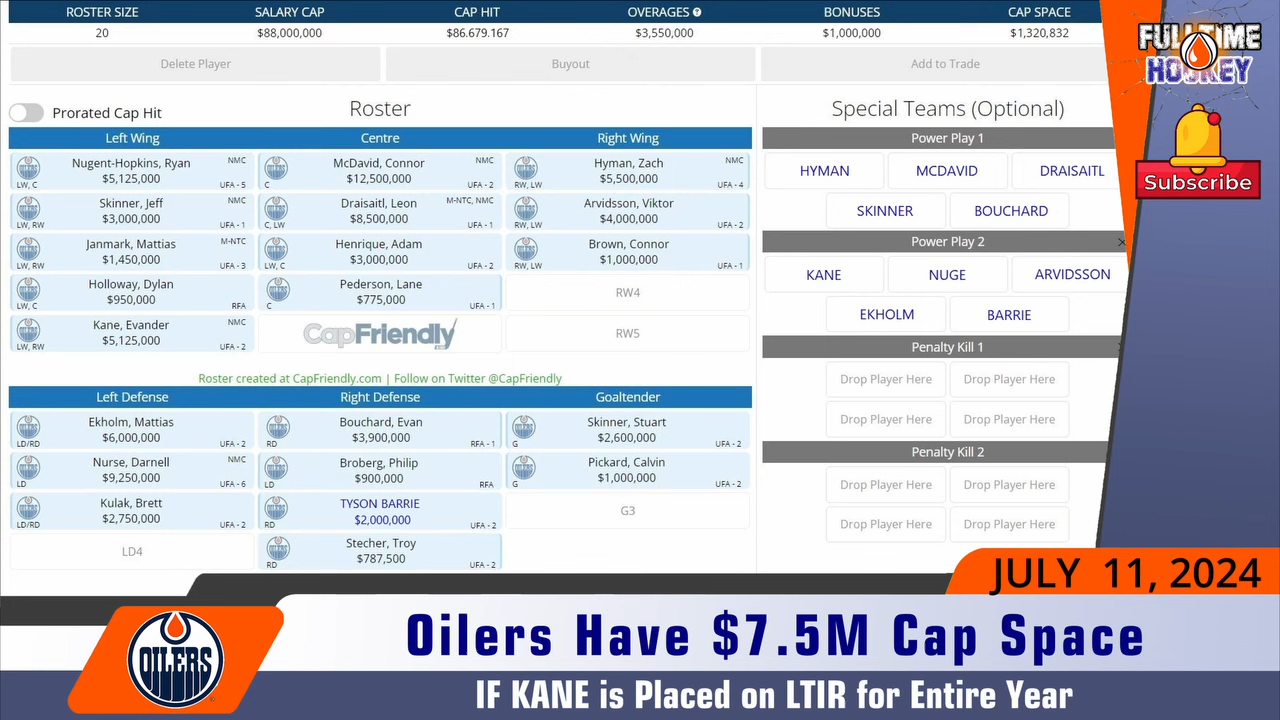 ROSTER SIZE SALARY CAP CAP HIT OVERAGES ? BONUSES CAP SPACE
20 $88,000,000 $86.679.167 $3,550,000 $1,000,000 $1,320,832
Delete Player Buyout Add to Trade
FULLTIME
HOCKEY
Subscribe
Prorated Cap Hit Roster
Left Wing Centre Right Wing
Nugent-Hopkins, Ryan NMC McDavid, Connor NMC Hyman, Zach NMC
$5,125,000 $12,500,000 $5,500,000
LW, C UFA - 5 C UFA - 2 RW, LW UFA - 4
Skinner, Jeff NMC Draisaitl, Leon M-NTC, NMC Arvidsson, Viktor
$3,000,000 $8,500,000 $4,000,000
LW, RW UFA - 1 C, LW UFA - 1 RW, LW UFA - 2
Janmark, Mattias M-NTC Henrique, Adam Brown, Connor
$1,450,000 $3,000,000 $1,000,000
LW, RW UFA - 3 LW, C UFA - 2 RW, LW UFA - 1
Holloway, Dylan Pederson, Lane RW4
$950,000 $775,000
LW, C RFA C UFA - 1
Kane, Evander NMC CapFriendly RW5
$5,125,000
LW, RW UFA - 2
Roster created at CapFriendly.com | Follow on Twitter @CapFriendly
Left Defense Right Defense Goaltender
Ekholm, Mattias Bouchard, Evan Skinner, Stuart
$6,000,000 $3,900,000 $2,600,000
LD/RD UFA - 2 RD RFA - 1 G UFA - 2
Nurse, Darnell NMC Broberg, Philip Pickard, Calvin
$9,250,000 $900,000 $1,000,000
LD UFA - 6 LD RFA G UFA - 2
Kulak, Brett TYSON BARRIE G3
$2,750,000 $2,000,000
LD/RD UFA - 2 RD UFA - 2
LD4 Stecher, Troy
$787,500
RD UFA - 2
Special Teams (Optional)
Power Play 1
HYMAN MCDAVID DRAISAITL
SKINNER BOUCHARD
Power Play 2 ×
KANE NUGE ARVIDSSON
EKHOLM BARRIE
Penalty Kill 1
Drop Player Here Drop Player Here
Drop Player Here Drop Player Here
Penalty Kill 2
Drop Player Here Drop Player Here
Drop Player Here Drop Player Here
JULY 11, 2024
OILERS
Oilers Have $7.5M Cap Space
IF KANE is Placed on LTIR for Entire Year